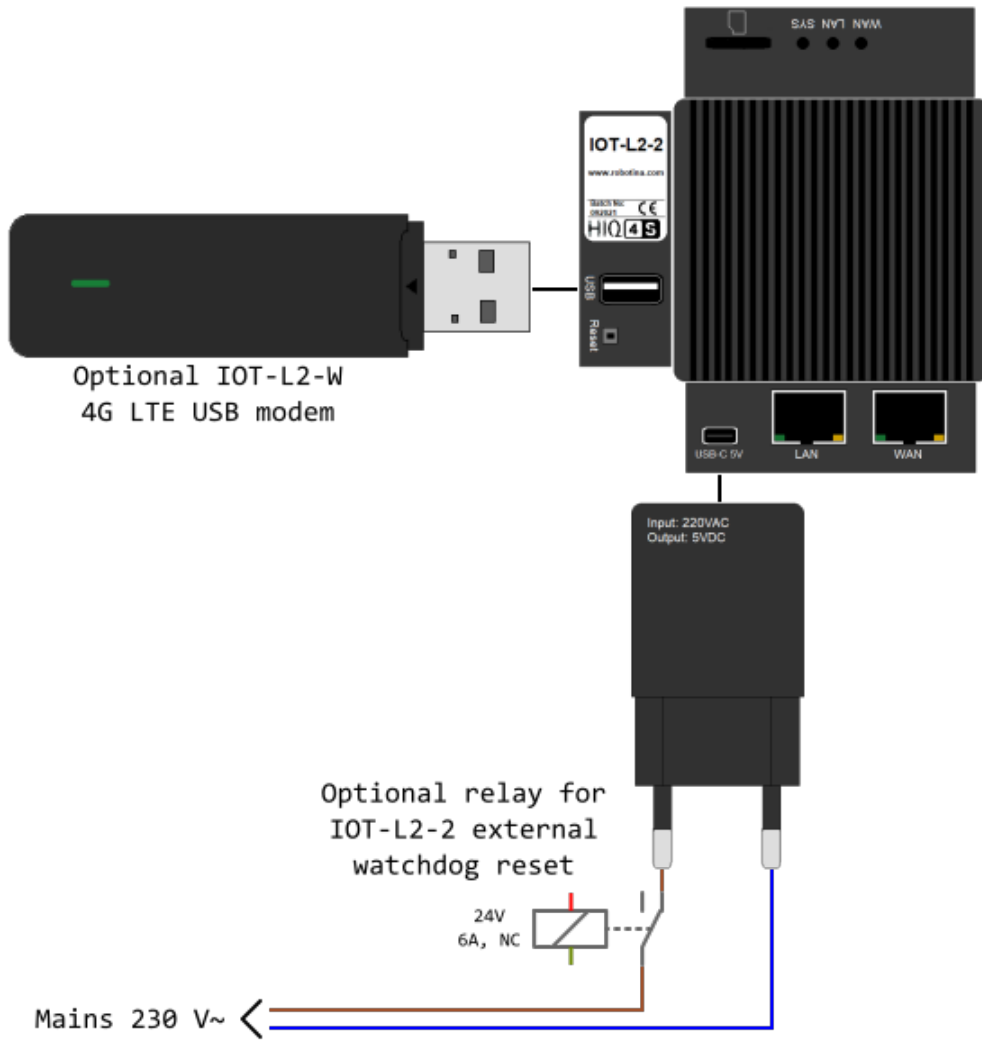 WAN LAN SYS
IOT-L2-2
www.robotina.com
Batch No:
092021
CE
HIQ 4S
USB
Reset
Optional IOT-L2-W
4G LTE USB modem
USB-C 5V
LAN
WAN
Input: 220VAC
Output: 5VDC
Optional relay for
IOT-L2-2 external
watchdog reset
24V
6A, NC
Mains 230 V~